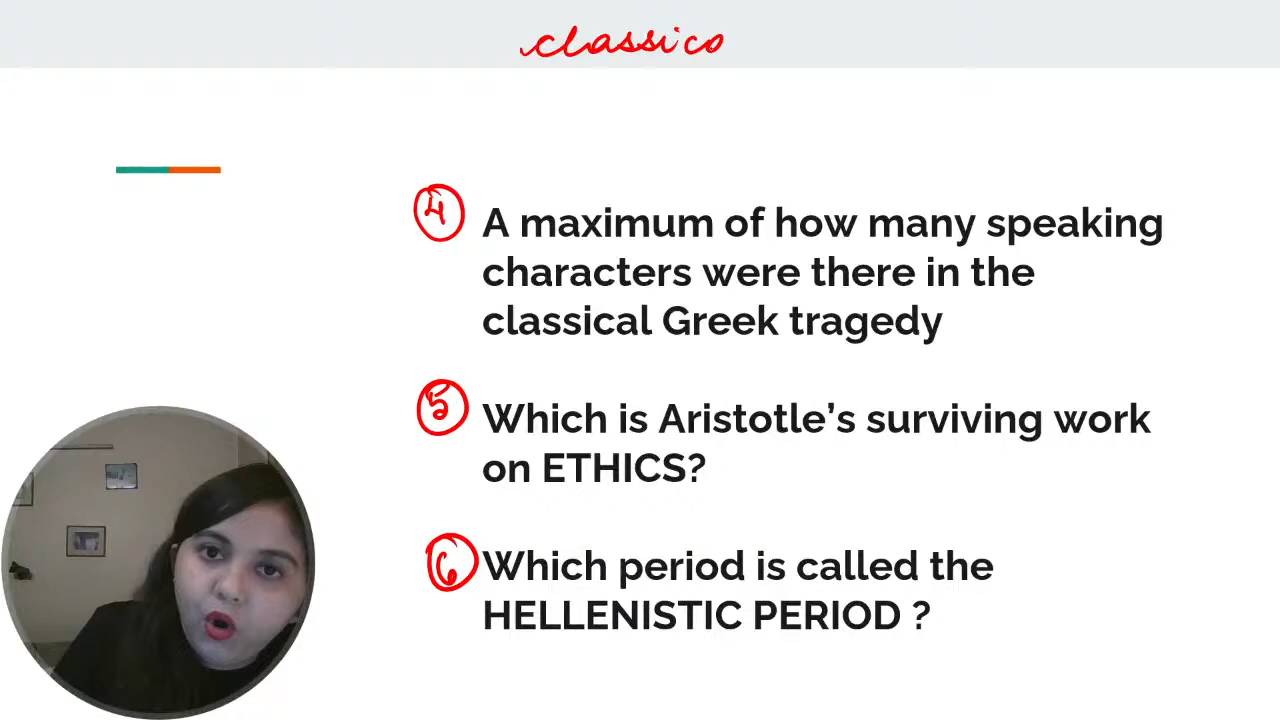 classico
4 A maximum of how many speaking
characters were there in the
classical Greek tragedy
5 Which is Aristotle’s surviving work
on ETHICS?
6 Which period is called the
HELLENISTIC PERIOD ?